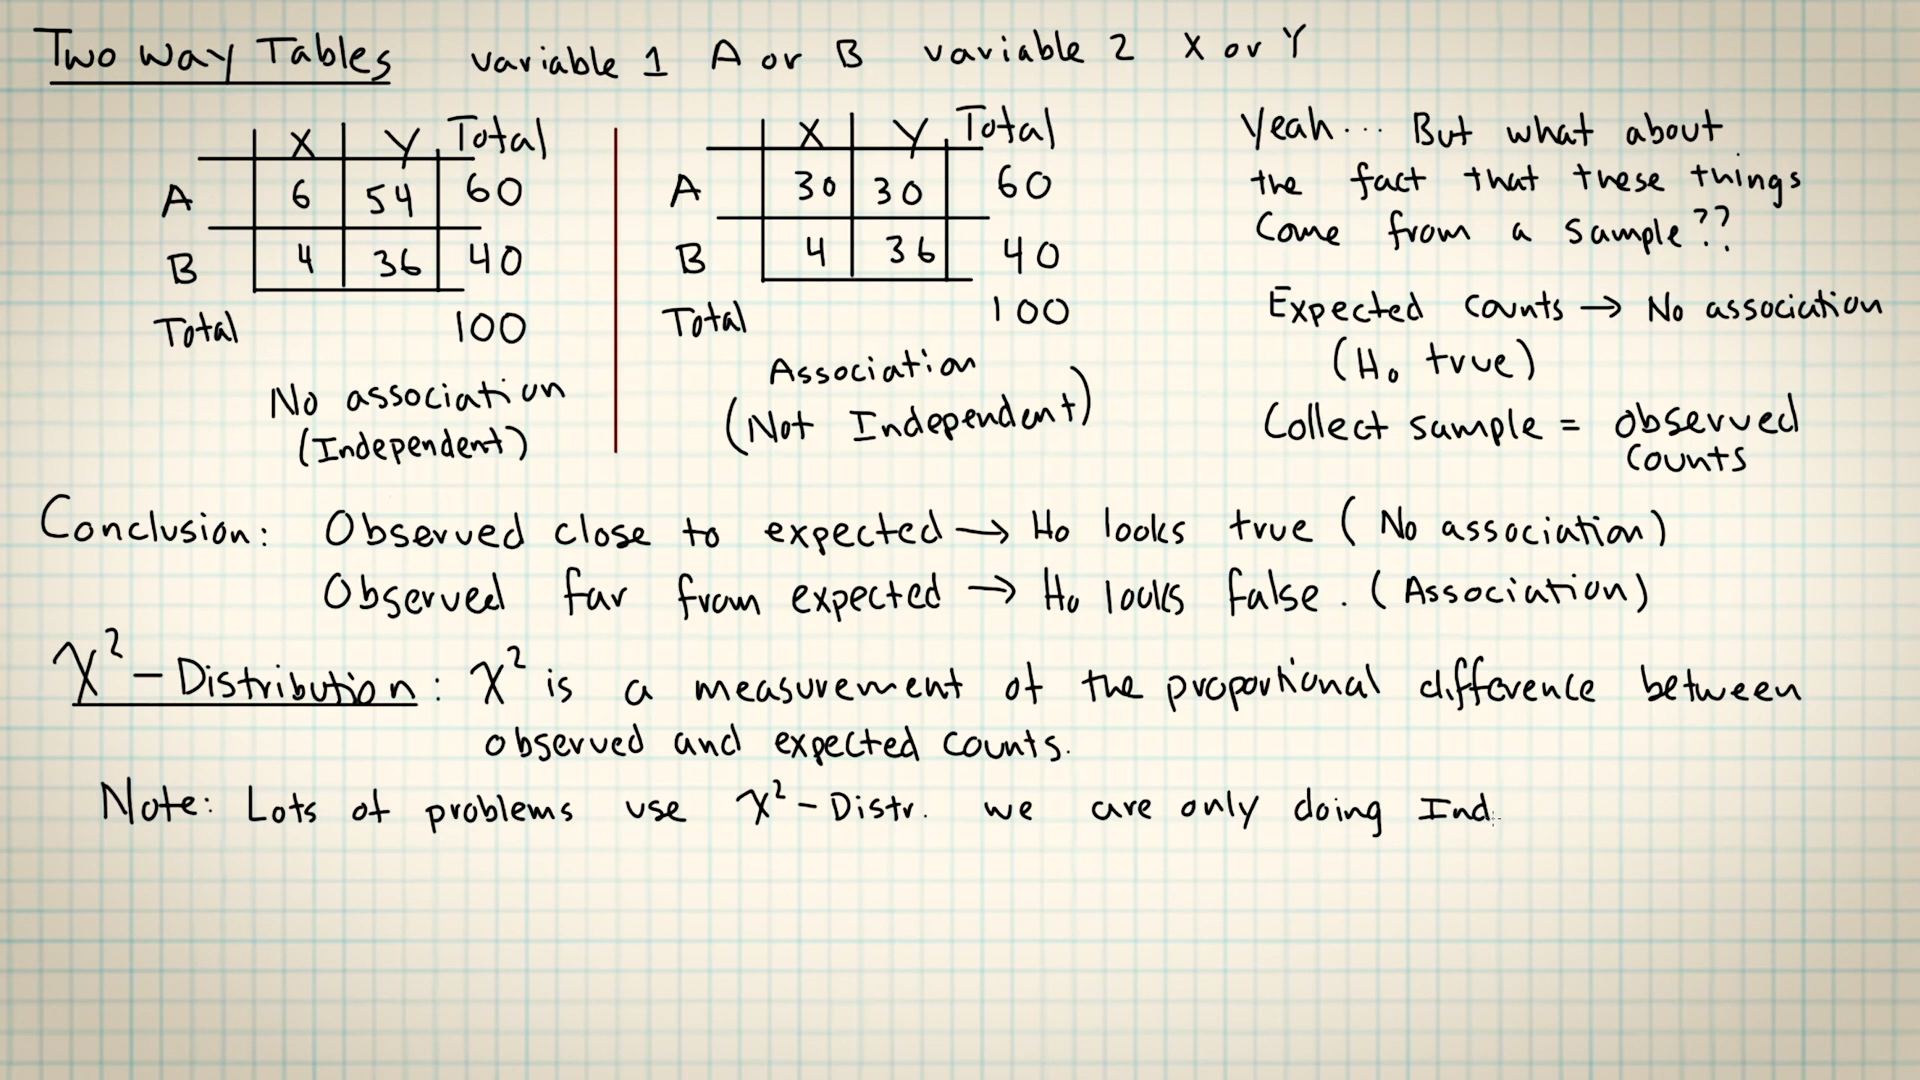 Two Way Tables variable 1 A or B variable 2 X or Y
X Y Total
A 6 54 60
B 4 36 40
Total 100
No association
(Independent)
X Y Total
A 30 30 60
B 4 36 40
Total 100
Association
(Not Independent)
Yeah... But what about
the fact that these things
come from a sample??
Expected counts → No association
(H₀ true)
Collect sample = observed
counts
Conclusion: Observed close to expected → H₀ looks true (No association)
Observed far from expected → H₀ looks false. (Association)
χ² - Distribution: χ² is a measurement of the proportional difference between
observed and expected counts.
Note: Lots of problems use χ² - Distr. we are only doing Ind.